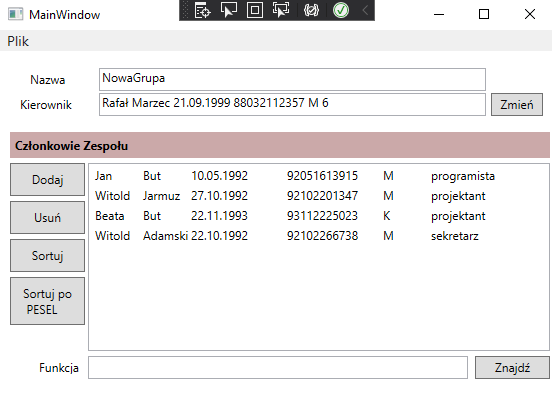 MainWindow
Plik
Nazwa NowaGrupa
Kierownik Rafał Marzec 21.09.1999 88032112357 M 6 Zmień
Członkowie Zespołu
Dodaj
Usuń
Sortuj
Sortuj po
PESEL
Jan But 10.05.1992 92051613915 M programista
Witold Jarmuz 27.10.1992 92102201347 M projektant
Beata But 22.11.1993 93112225023 K projektant
Witold Adamski 22.10.1992 92102266738 M sekretarz
Funkcja Znajdź